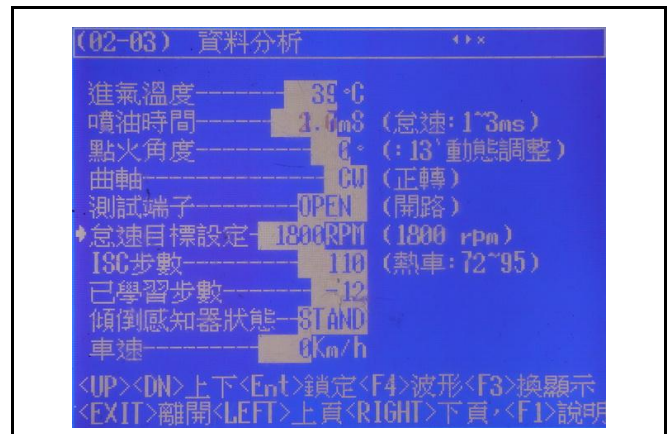 (02-03) 資料分析 ◂ ▸ ×
進氣溫度-------- 39 °C
噴油時間-------- 2.0mS (怠速:1~3ms)
點火角度-------- 0° (:13`動態調整)
曲軸-------------- CW (正轉)
測試端子--------OPEN (開路)
怠速目標設定- 1800RPM (1800 rpm)
ISC步數--------- 110 (熱車:72~95)
已學習步數------ -12
傾倒感知器狀態--STAND
車速-------- 0Km/h
<UP><DN>上下<Ent>鎖定<F4>波形<F3>換顯示
<EXIT>離開<LEFT>上頁<RIGHT>下頁,<F1>說明